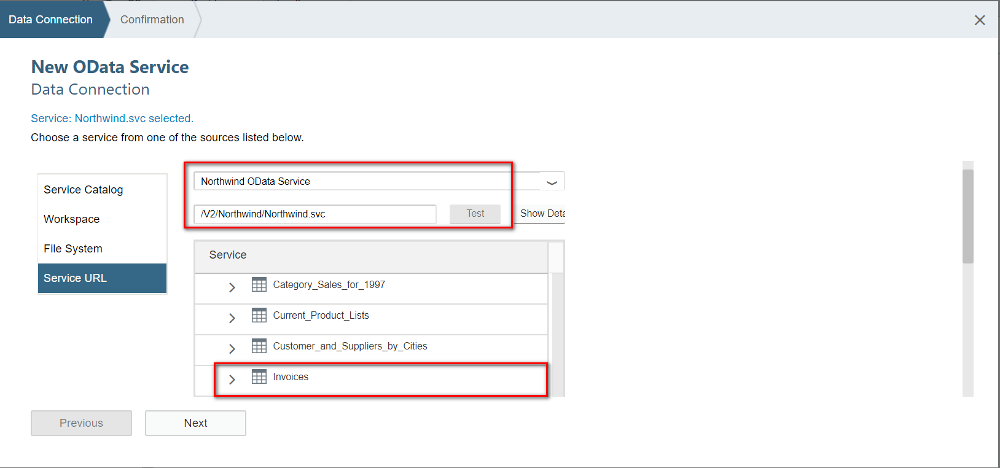 Data Connection
Confirmation
New OData Service
Data Connection
Service: Northwind.svc selected.
Choose a service from one of the sources listed below.
Service Catalog
Workspace
File System
Service URL
Northwind OData Service
/V2/Northwind/Northwind.svc
Test
Show Deta
Service
Category_Sales_for_1997
Current_Product_Lists
Customer_and_Suppliers_by_Cities
Invoices
Previous
Next